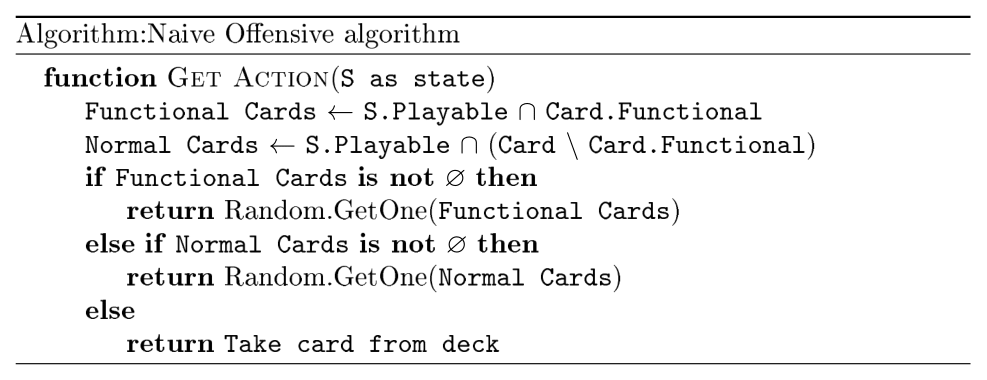 Algorithm:Naive Offensive algorithm
function GET ACTION(S as state)
Functional Cards ← S.Playable ∩ Card.Functional
Normal Cards ← S.Playable ∩ (Card \ Card.Functional)
if Functional Cards is not ∅ then
return Random.GetOne(Functional Cards)
else if Normal Cards is not ∅ then
return Random.GetOne(Normal Cards)
else
return Take card from deck